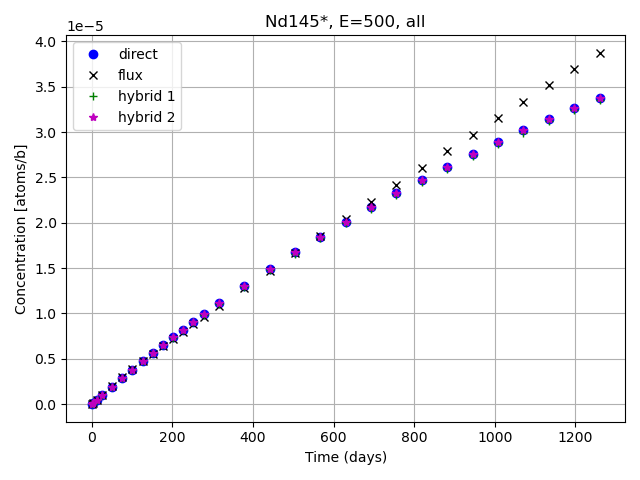 Nd145*, E=500, all
1e−5
direct
flux
hybrid 1
hybrid 2
4.0
3.5
3.0
2.5
2.0
1.5
1.0
0.5
0.0
Concentration [atoms/b]
0 200 400 600 800 1000 1200
Time (days)